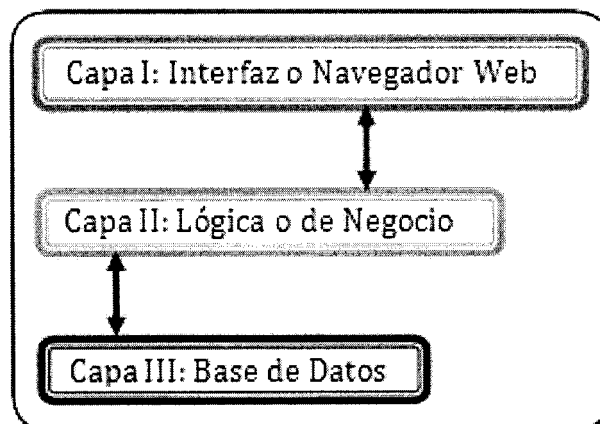 Capa I: Interfaz o Navegador Web
Capa II: Lógica o de Negocio
Capa III: Base de Datos